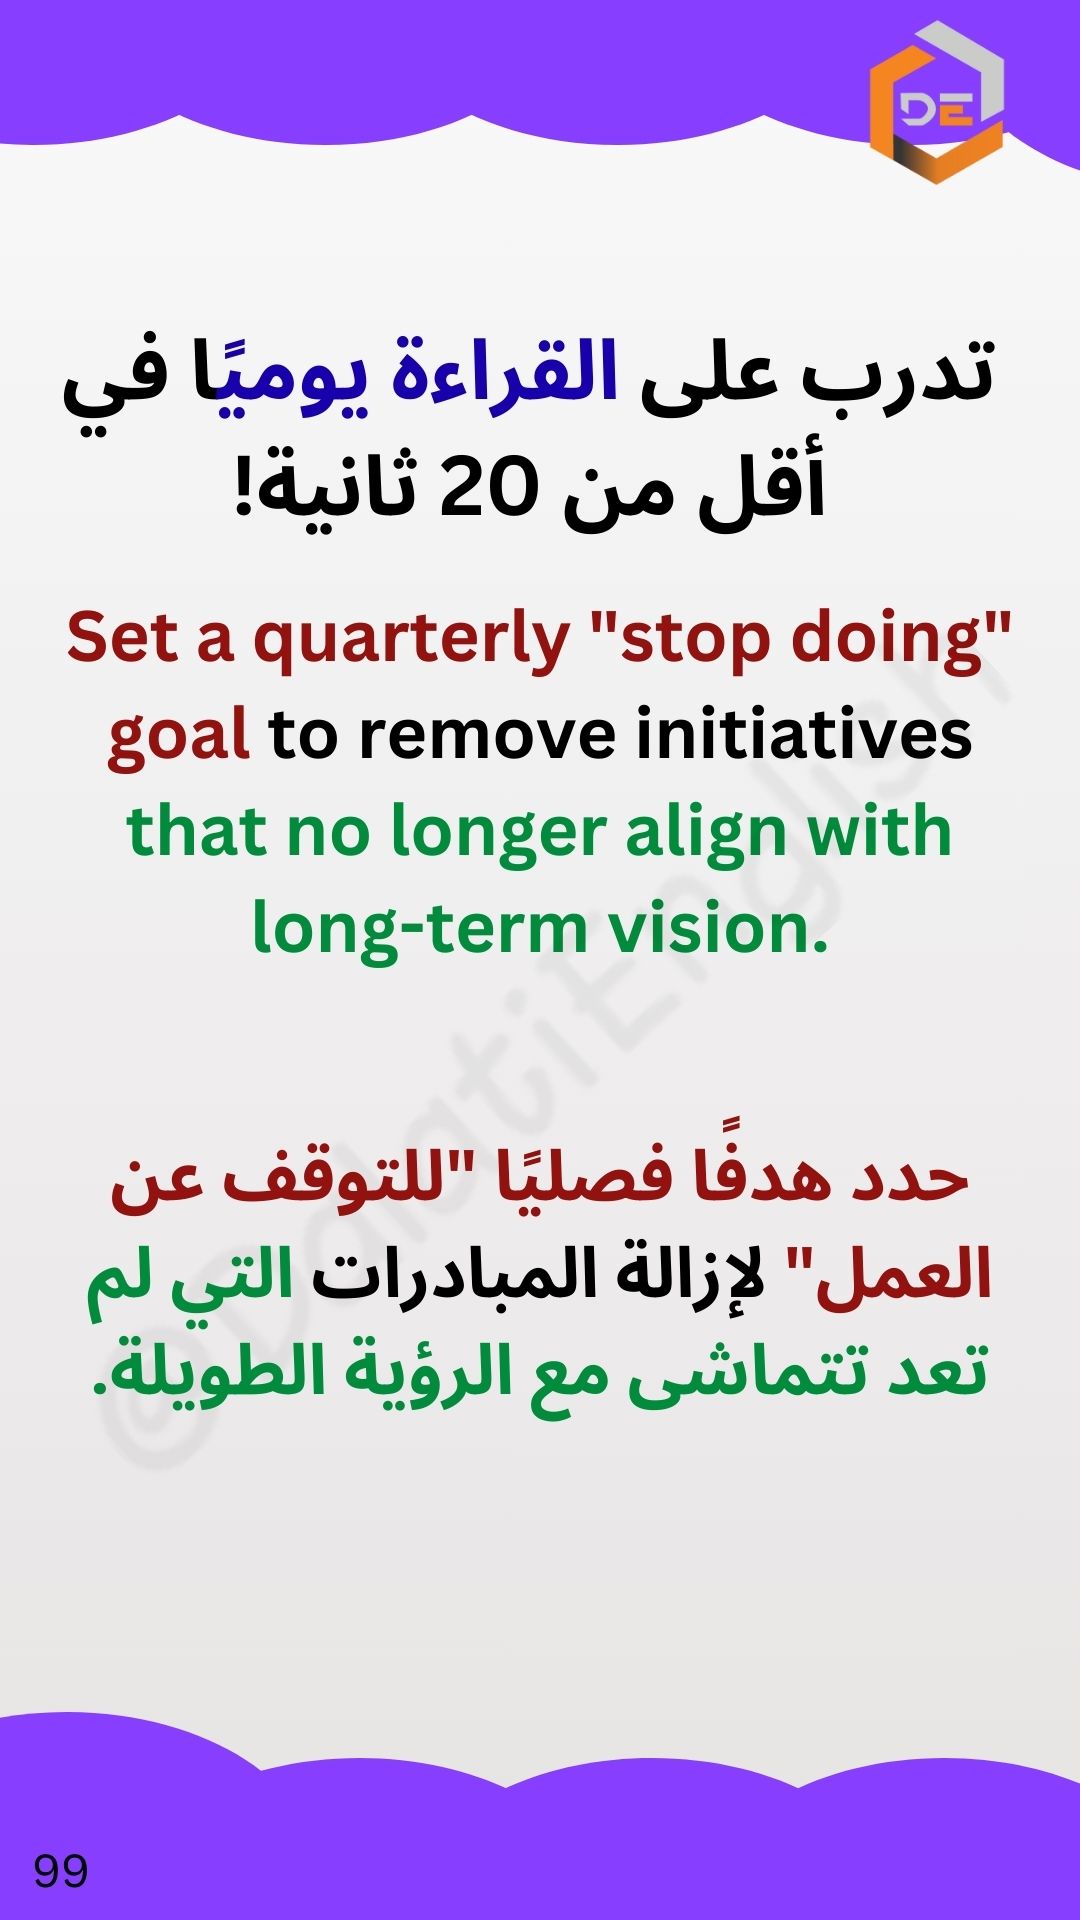 DE
تدرب على القراءة يوميًا في
أقل من 20 ثانية!
Set a quarterly "stop doing"
goal to remove initiatives
that no longer align with
long-term vision.
حدد هدفًا فصليًا "للتوقف عن
العمل" لإزالة المبادرات التي لم
تعد تتماشى مع الرؤية الطويلة.
©DalatiEnglish
99